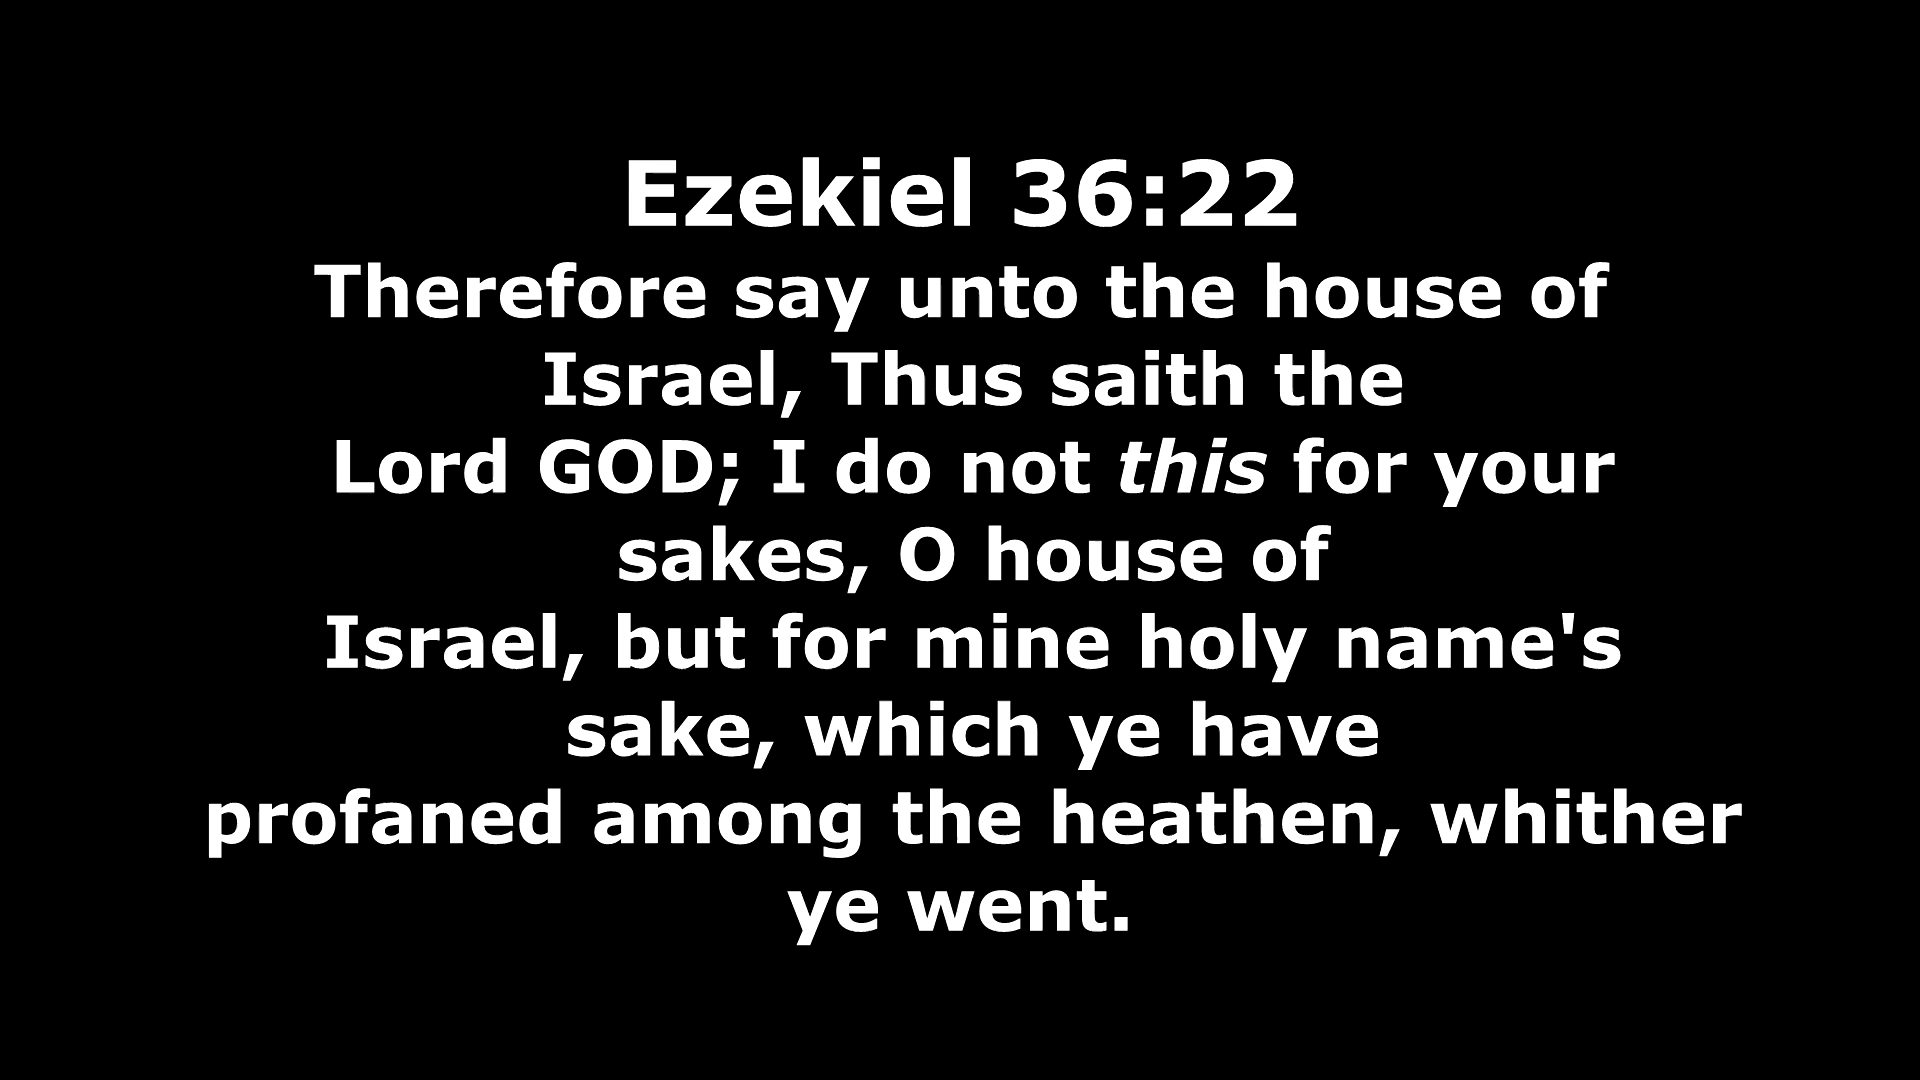 Ezekiel 36:22
Therefore say unto the house of
Israel, Thus saith the
Lord GOD; I do not this for your
sakes, O house of
Israel, but for mine holy name's
sake, which ye have
profaned among the heathen, whither
ye went.